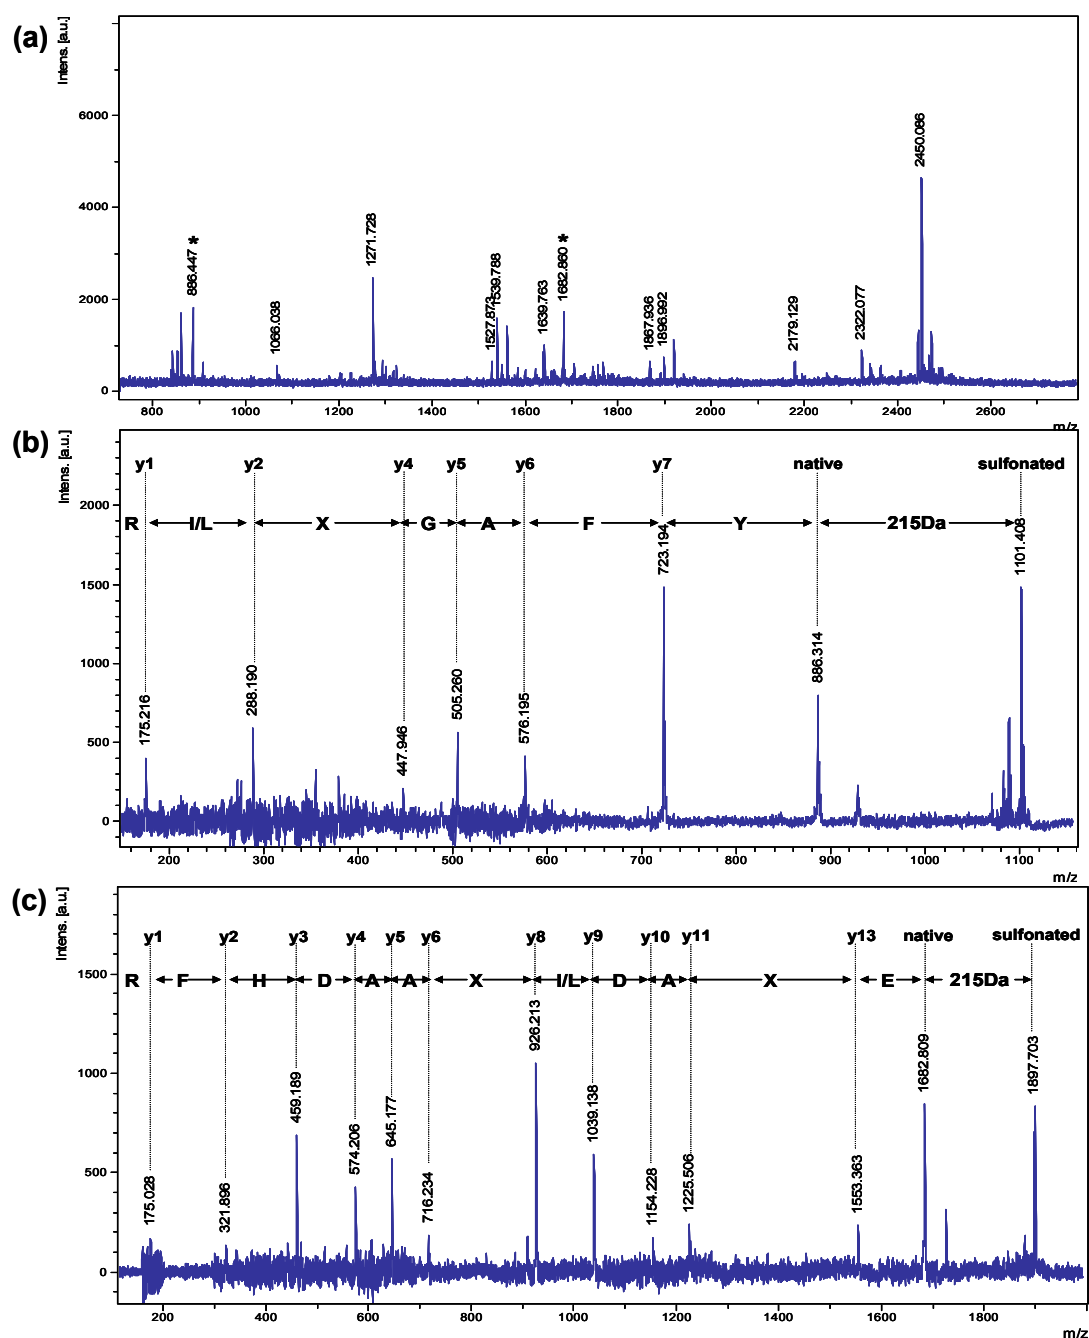 (a)
Intens. [a.u.]
6000
4000
2000
0
886.447 *
1066.038
1271.728
1527.873
1539.788
1639.763
1682.860 *
1867.936
1896.992
2179.129
2322.077
2450.086
800 1000 1200 1400 1600 1800 2000 2200 2400 2600
m/z
(b)
Intens. [a.u.]
y1 y2 y4 y5 y6 y7 native sulfonated
R I/L X G A F Y 215Da
2000
1500
1000
500
0
175.216
288.190
447.946
505.260
576.195
723.194
886.314
1101.408
200 300 400 500 600 700 800 900 1000 1100
m/z
(c)
Intens. [a.u.]
y1 y2 y3 y4 y5 y6 y8 y9 y10 y11 y13 native sulfonated
R F H D A A X I/L D A X E 215Da
1500
1000
500
0
175.028
321.896
459.189
574.206
645.177
716.234
926.213
1039.138
1154.228
1225.506
1553.363
1682.809
1897.703
200 400 600 800 1000 1200 1400 1600 1800
m/z